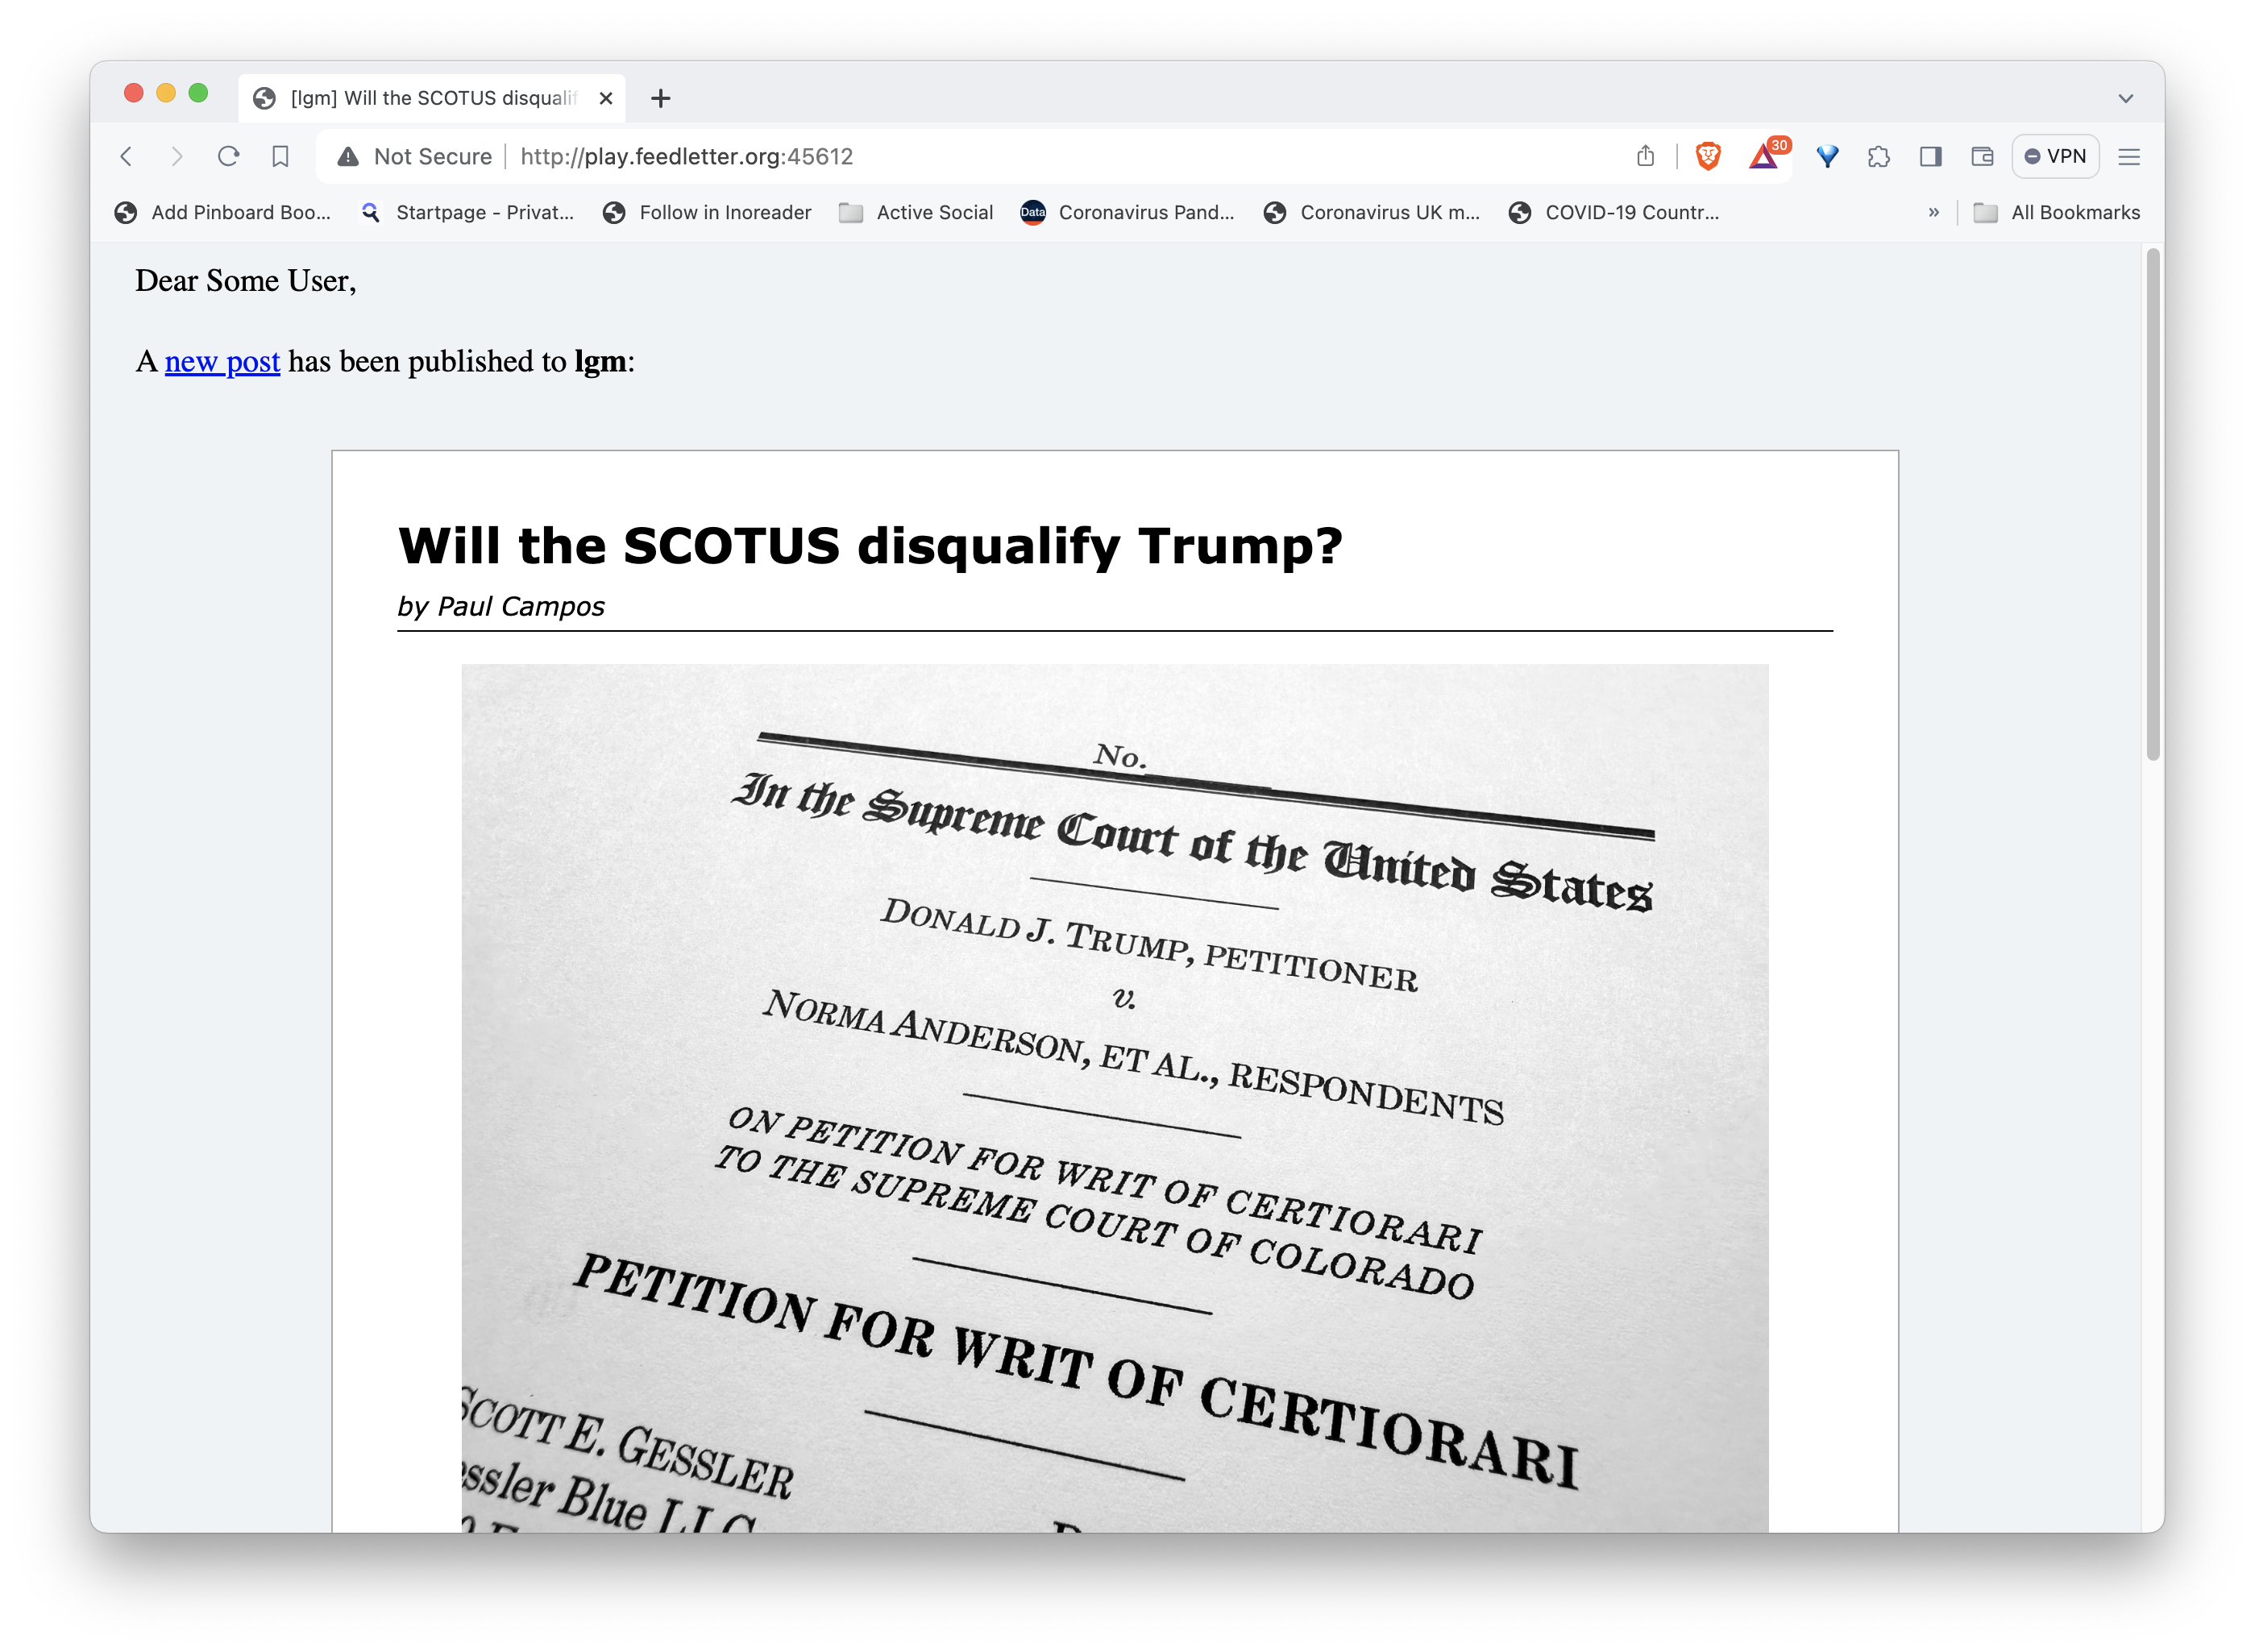 [lgm] Will the SCOTUS disqualif
Not Secure http://play.feedletter.org:45612 30 VPN
Add Pinboard Boo... Startpage - Privat... Follow in Inoreader Active Social Data Coronavirus Pand... Coronavirus UK m... COVID-19 Countr... » All Bookmarks
Dear Some User,
A new post has been published to lgm:
Will the SCOTUS disqualify Trump?
by Paul Campos
No.
In the Supreme Court of the United States
DONALD J. TRUMP, PETITIONER
v.
NORMA ANDERSON, ET AL., RESPONDENTS
ON PETITION FOR WRIT OF CERTIORARI
TO THE SUPREME COURT OF COLORADO
PETITION FOR WRIT OF CERTIORARI
SCOTT E. GESSLER
essler Blue LLC